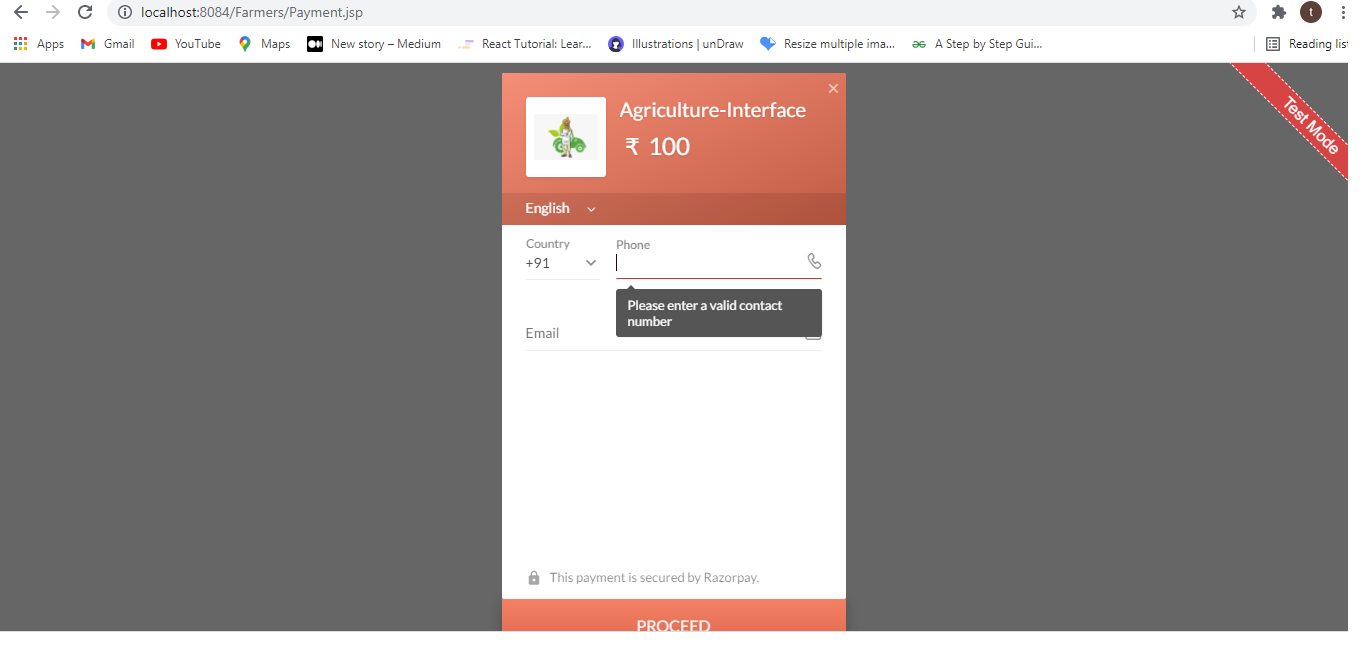 localhost:8084/Farmers/Payment.jsp
t
Apps
Gmail
YouTube
Maps
New story – Medium
React Tutorial: Lear...
Illustrations | unDraw
Resize multiple ima...
A Step by Step Gui...
Reading list
Test Mode
Agriculture-Interface
₹ 100
English
Country
Phone
+91
Please enter a valid contact
number
Email
This payment is secured by Razorpay.
PROCEED